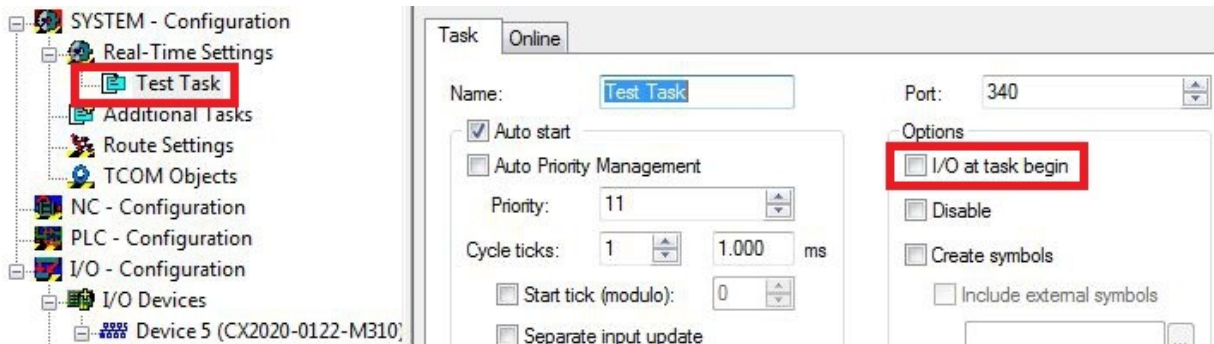 SYSTEM - Configuration
Real-Time Settings
Test Task
Additional Tasks
Route Settings
TCOM Objects
NC - Configuration
PLC - Configuration
I/O - Configuration
I/O Devices
Device 5 (CX2020-0122-M310)
Task Online
Name: Test Task
Auto start
Auto Priority Management
Priority: 11
Cycle ticks: 1 1.000 ms
Start tick (modulo): 0
Separate input update
Port: 340
Options
I/O at task begin
Disable
Create symbols
Include external symbols
...